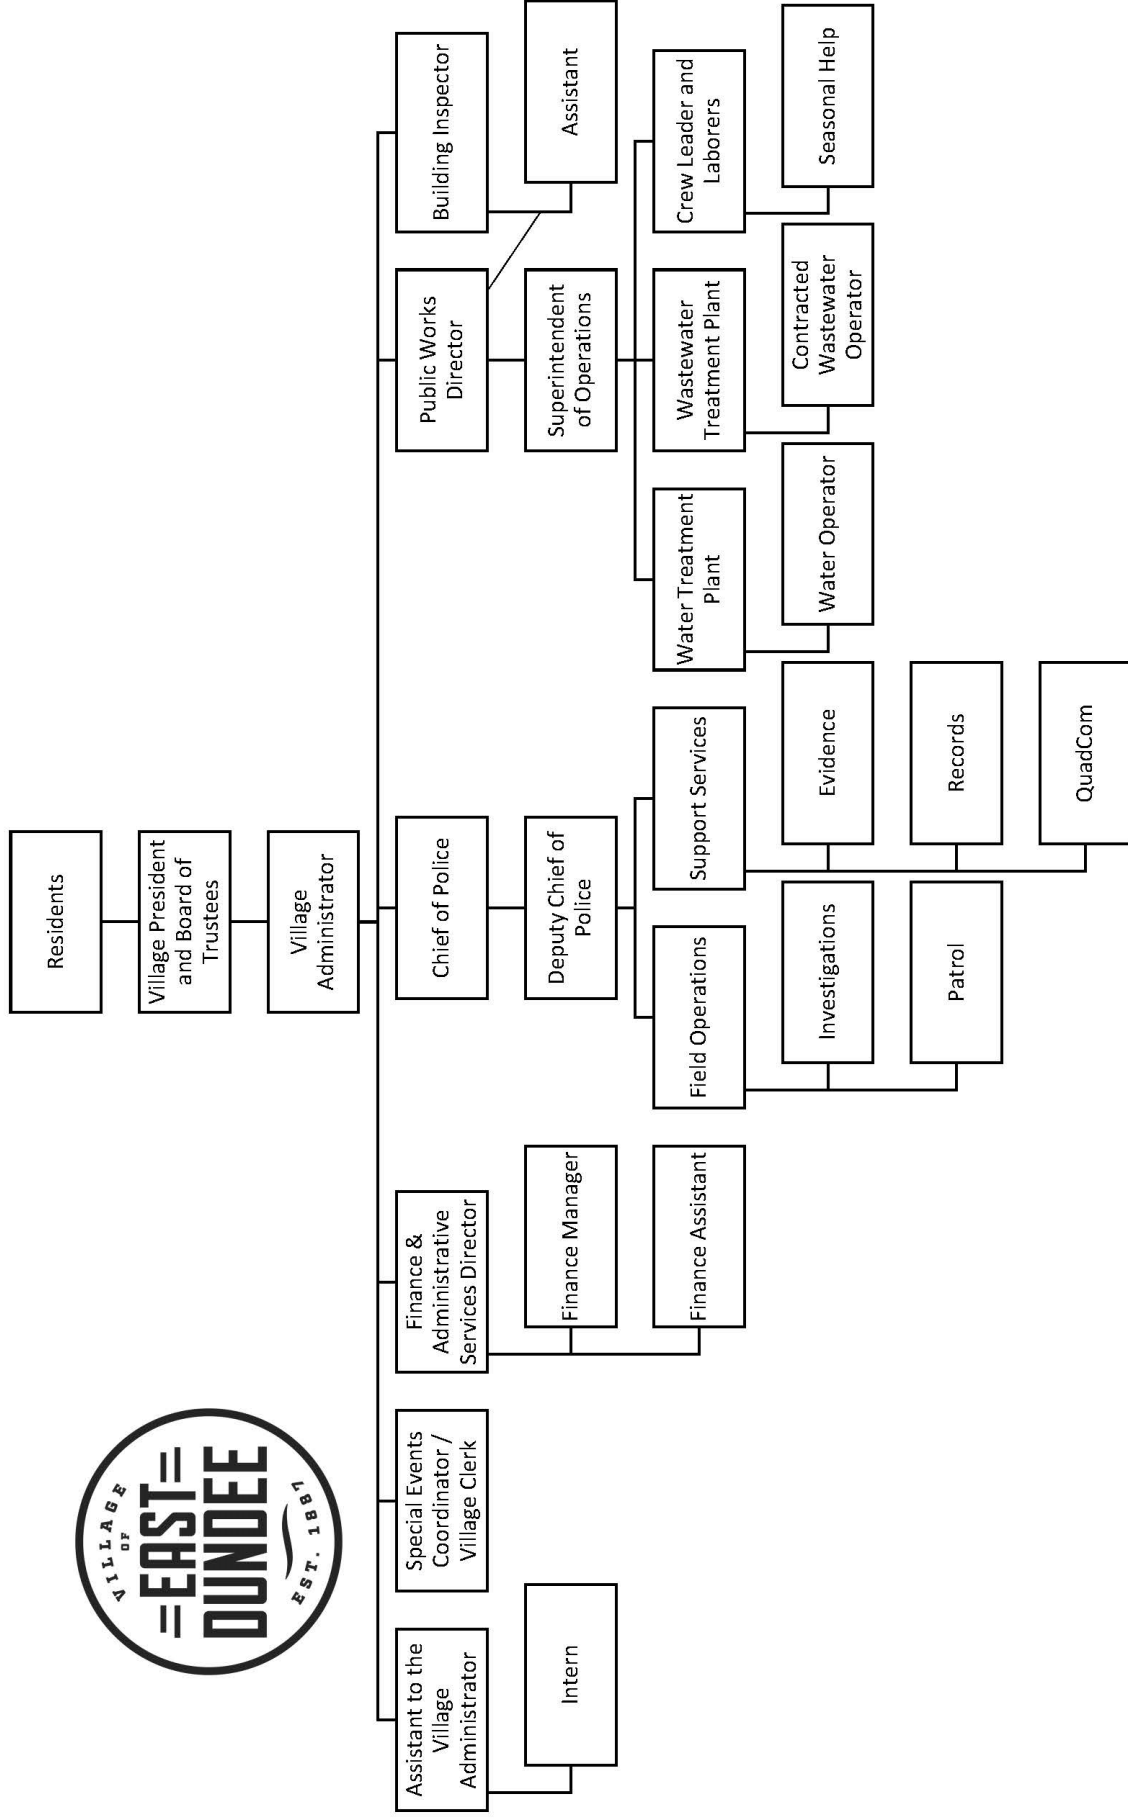 VILLAGE
OF
EAST
DUNDEE
EST. 1887
Residents
Village President
and Board of
Trustees
Village
Administrator
Assistant to the
Village
Administrator
Special Events
Coordinator /
Village Clerk
Finance &
Administrative
Services Director
Chief of Police
Public Works
Director
Building Inspector
Intern
Finance Manager
Deputy Chief of
Police
Superintendent
of Operations
Assistant
Finance Assistant
Field Operations
Support Services
Water Treatment
Plant
Wastewater
Treatment Plant
Crew Leader and
Laborers
Investigations
Evidence
Water Operator
Contracted
Wastewater
Operator
Seasonal Help
Patrol
Records
QuadCom